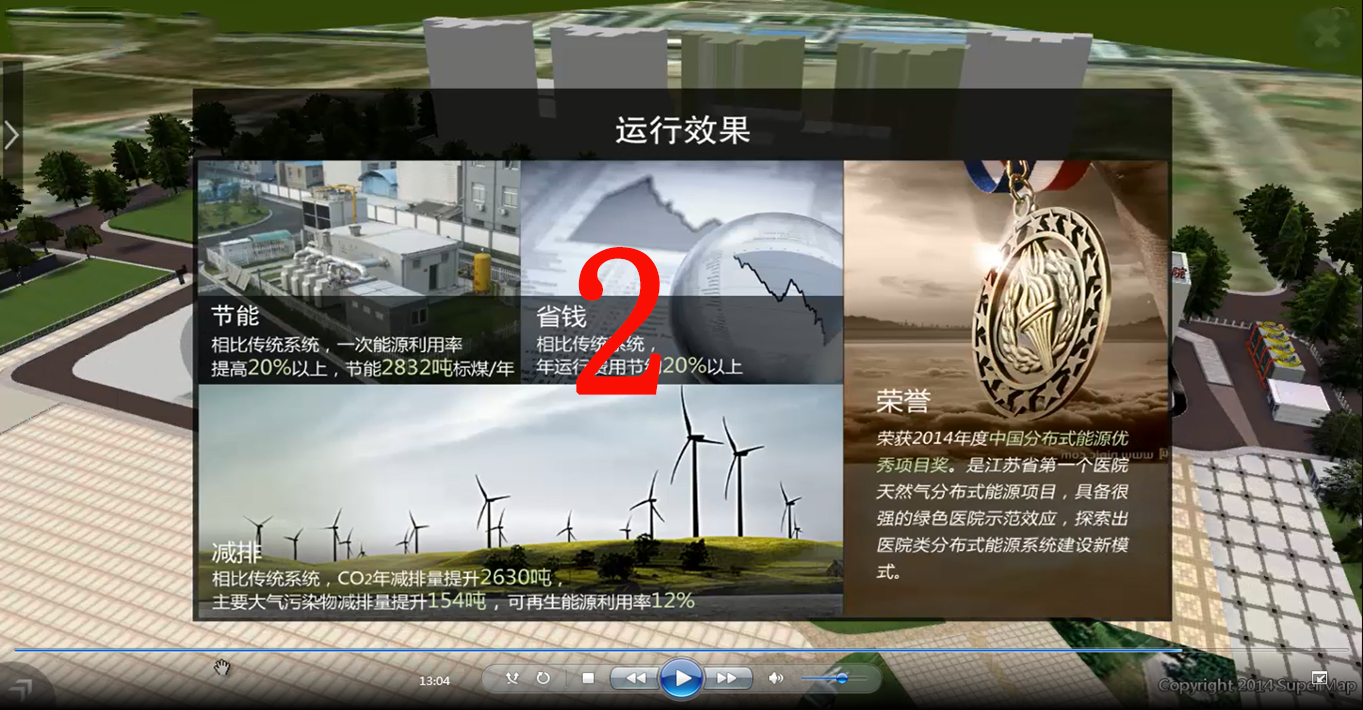 运行效果
节能
相比传统系统，一次能源利用率
提高20%以上，节能2832吨标煤/年
省钱
相比传统系统，
年运行费用节约20%以上
2
荣誉
荣获2014年度中国分布式能源优
秀项目奖。是江苏省第一个医院
天然气分布式能源项目，具备很
强的绿色医院示范效应，探索出
医院类分布式能源系统建设新模
式。
减排
相比传统系统，CO2年减排量提升2630吨，
主要大气污染物减排量提升154吨，可再生能源利用率12%
院
13:04
Copyright 2014 SuperMap